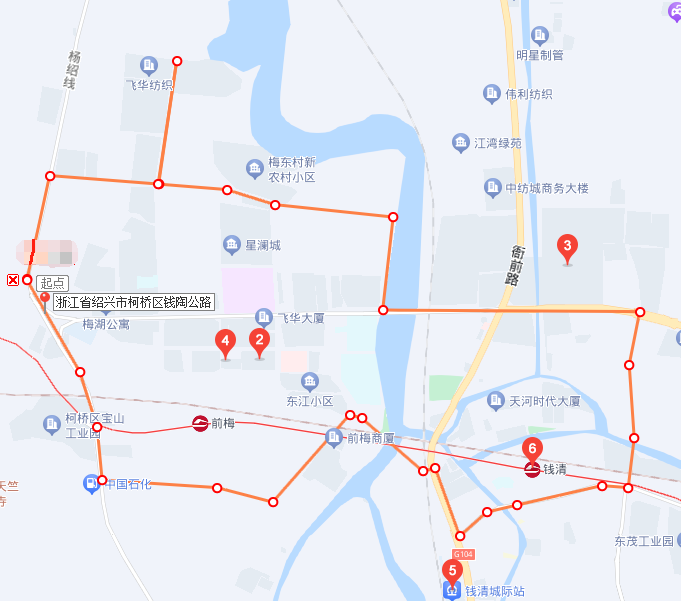 明星制管
杨绍线
飞华纺织
伟利纺织
江湾绿苑
梅东村新
农村小区
中纺城商务大楼
星澜城
3
衙前路
起点
浙江省绍兴市柯桥区钱陶公路
梅湖公寓
飞华大厦
4
2
东江小区
天河时代大厦
柯桥区宝山
工业园
前梅
前梅商厦
6
钱清
中国石化
天竺
寺
东茂工业园
G104
5
钱清城际站